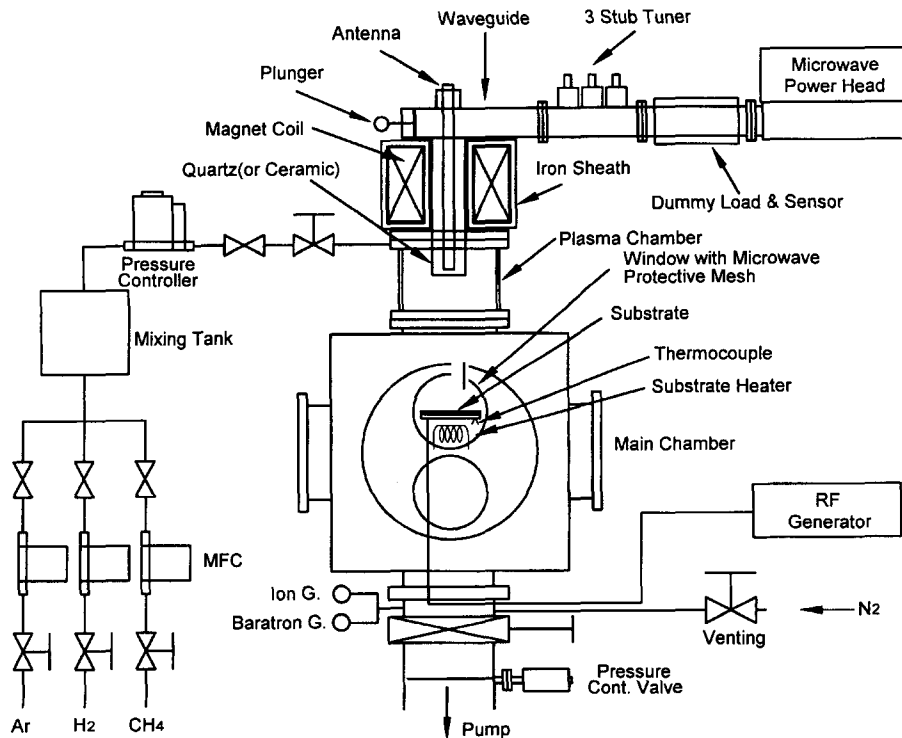 3 Stub Tuner
Waveguide
Antenna
Microwave
Power Head
Plunger
Magnet Coil
Quartz(or Ceramic)
Iron Sheath
Dummy Load & Sensor
Plasma Chamber
Window with Microwave
Protective Mesh
Pressure
Controller
Substrate
Mixing Tank
Thermocouple
Substrate Heater
Main Chamber
RF
Generator
MFC
Ion G.
Baratron G.
N2
Venting
Pressure
Cont. Valve
Ar
H2
CH4
Pump